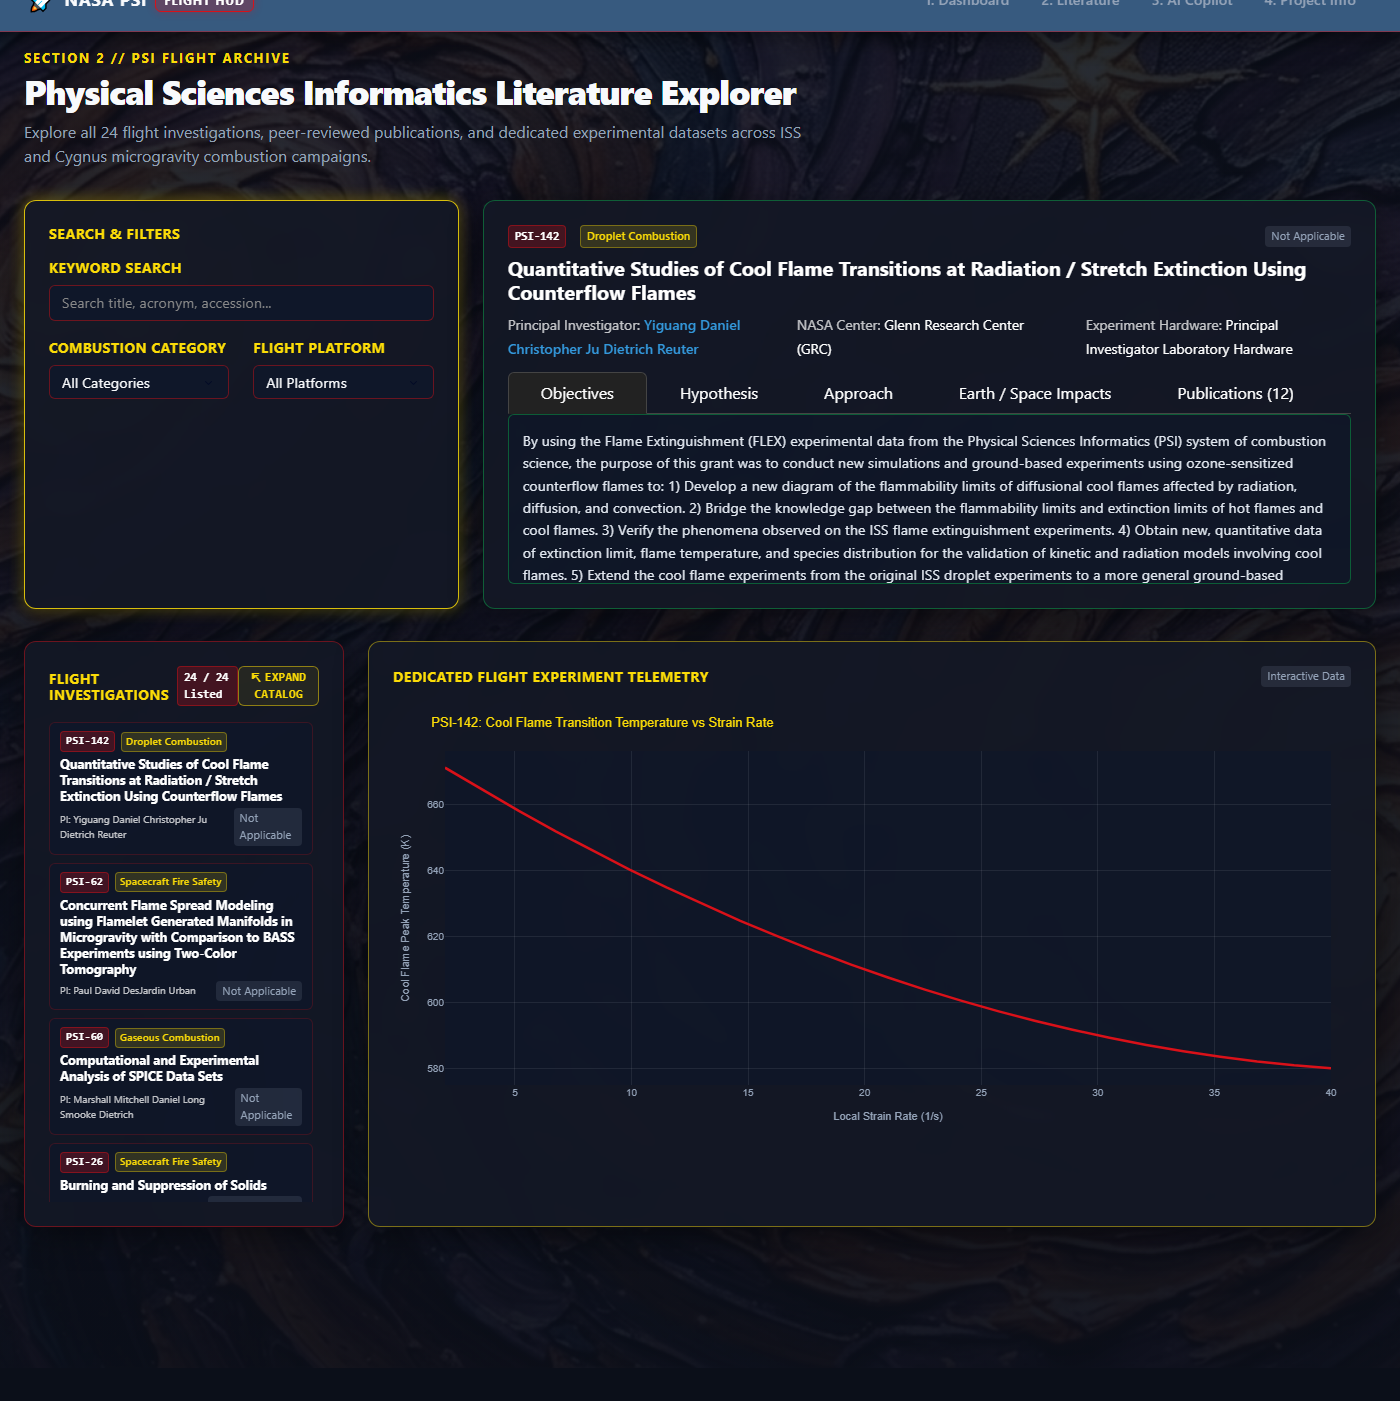 NASA PSI FLIGHT HUD
1. Dashboard 2. Literature 3. AI Copilot 4. Project Info
SECTION 2 // PSI FLIGHT ARCHIVE
Physical Sciences Informatics Literature Explorer
Explore all 24 flight investigations, peer-reviewed publications, and dedicated experimental datasets across ISS
and Cygnus microgravity combustion campaigns.
SEARCH & FILTERS
KEYWORD SEARCH
Search title, acronym, accession...
COMBUSTION CATEGORY FLIGHT PLATFORM
All Categories All Platforms
PSI-142 Droplet Combustion Not Applicable
Quantitative Studies of Cool Flame Transitions at Radiation / Stretch Extinction Using
Counterflow Flames
Principal Investigator: Yiguang Daniel
Christopher Ju Dietrich Reuter
NASA Center: Glenn Research Center
(GRC)
Experiment Hardware: Principal
Investigator Laboratory Hardware
Objectives Hypothesis Approach Earth / Space Impacts Publications (12)
By using the Flame Extinguishment (FLEX) experimental data from the Physical Sciences Informatics (PSI) system of combustion
science, the purpose of this grant was to conduct new simulations and ground-based experiments using ozone-sensitized
counterflow flames to: 1) Develop a new diagram of the flammability limits of diffusional cool flames affected by radiation,
diffusion, and convection. 2) Bridge the knowledge gap between the flammability limits and extinction limits of hot flames and
cool flames. 3) Verify the phenomena observed on the ISS flame extinguishment experiments. 4) Obtain new, quantitative data
of extinction limit, flame temperature, and species distribution for the validation of kinetic and radiation models involving cool
flames. 5) Extend the cool flame experiments from the original ISS droplet experiments to a more general ground-based
FLIGHT
INVESTIGATIONS
24 / 24
Listed
EXPAND
CATALOG
PSI-142 Droplet Combustion
Quantitative Studies of Cool Flame
Transitions at Radiation / Stretch
Extinction Using Counterflow Flames
PI: Yiguang Daniel Christopher Ju
Dietrich Reuter
Not
Applicable
PSI-62 Spacecraft Fire Safety
Concurrent Flame Spread Modeling
using Flamelet Generated Manifolds in
Microgravity with Comparison to BASS
Experiments using Two-Color
Tomography
PI: Paul David DesJardin Urban Not Applicable
PSI-60 Gaseous Combustion
Computational and Experimental
Analysis of SPICE Data Sets
PI: Marshall Mitchell Daniel Long
Smooke Dietrich
Not
Applicable
PSI-26 Spacecraft Fire Safety
Burning and Suppression of Solids
DEDICATED FLIGHT EXPERIMENT TELEMETRY Interactive Data
PSI-142: Cool Flame Transition Temperature vs Strain Rate
Cool Flame Peak Temperature (K)
660
640
620
600
580
5 10 15 20 25 30 35 40
Local Strain Rate (1/s)